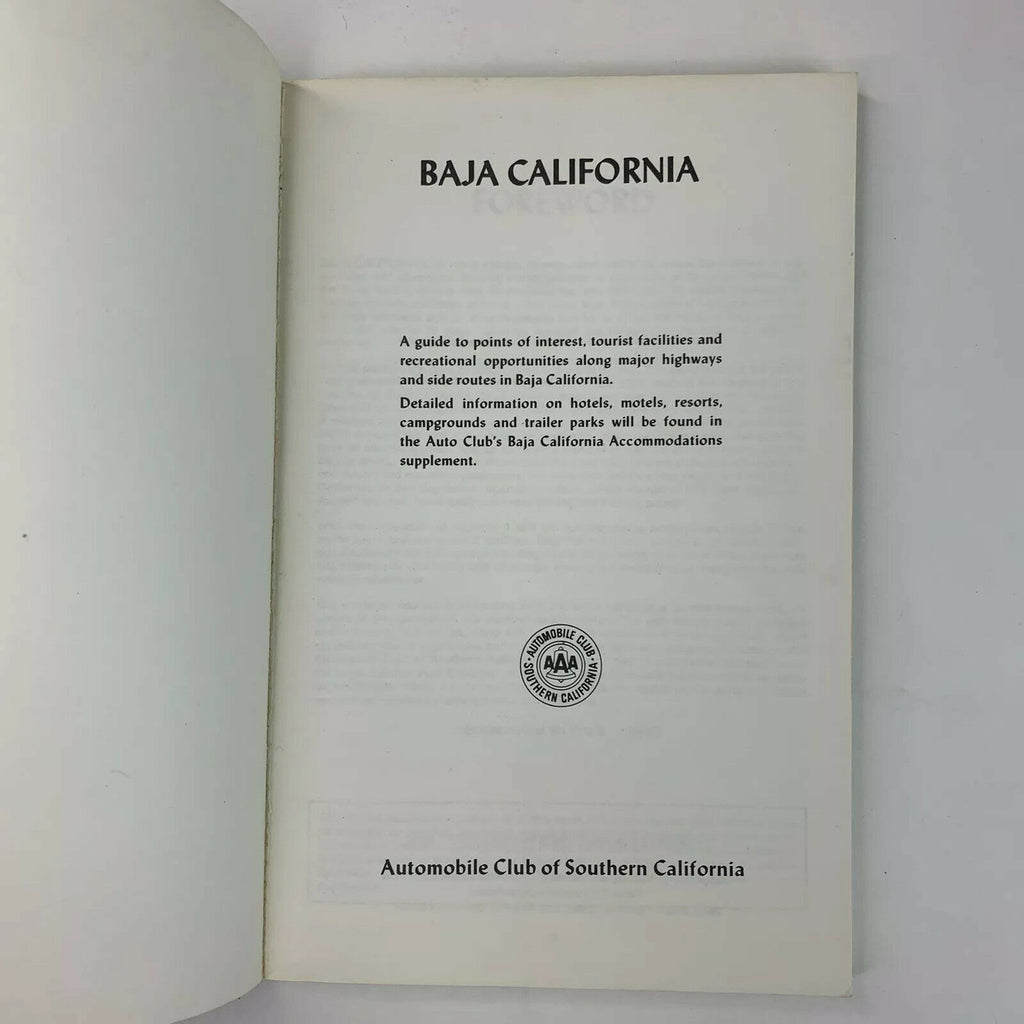 BAJA CALIFORNIA
FOREWORD
A guide to points of interest, tourist facilities and
recreational opportunities along major highways
and side routes in Baja California.
Detailed information on hotels, motels, resorts,
campgrounds and trailer parks will be found in
the Auto Club's Baja California Accommodations
supplement.
AUTOMOBILE CLUB
AAA
SOUTHERN CALIFORNIA
Automobile Club of Southern California